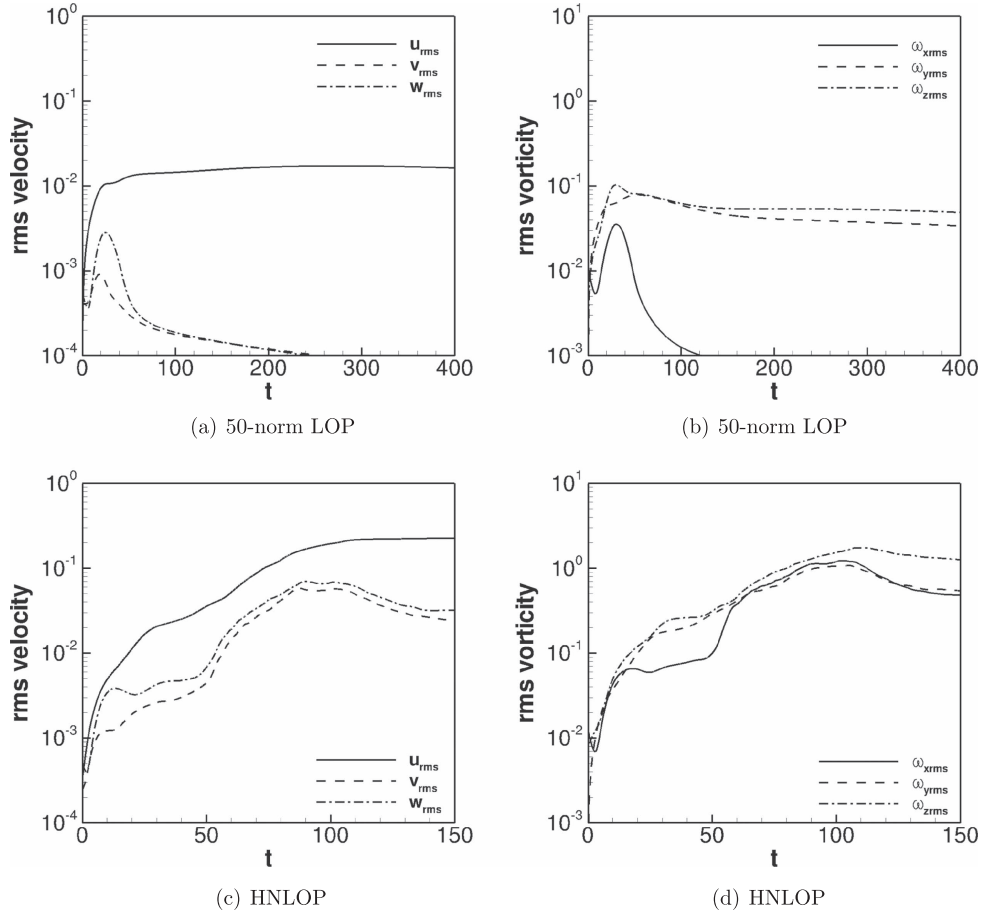 10^0
10^-1
10^-2
10^-3
10^-4
rms velocity
u_rms
v_rms
w_rms
0 100 200 300 400
t
(a) 50-norm LOP
10^1
10^0
10^-1
10^-2
10^-3
rms vorticity
ω_xrms
ω_yrms
ω_zrms
0 100 200 300 400
t
(b) 50-norm LOP
10^0
10^-1
10^-2
10^-3
10^-4
rms velocity
u_rms
v_rms
w_rms
0 50 100 150
t
(c) HNLOP
10^1
10^0
10^-1
10^-2
10^-3
rms vorticity
ω_xrms
ω_yrms
ω_zrms
0 50 100 150
t
(d) HNLOP